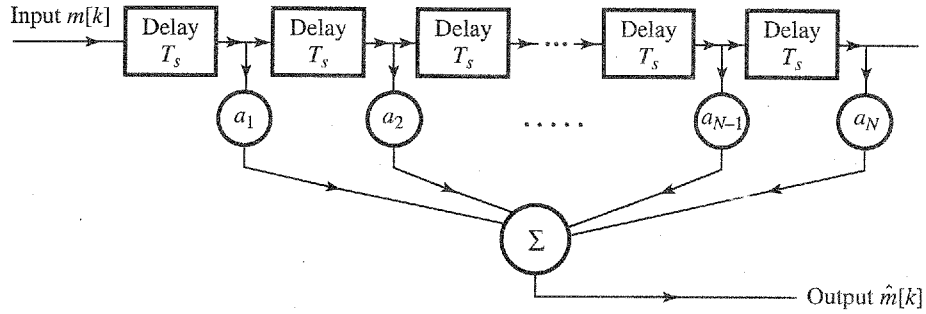 Input m[k]
Delay T_s
Delay T_s
Delay T_s
...
Delay T_s
Delay T_s
a_1
a_2
.....
a_{N-1}
a_N
Σ
Output m̂[k]